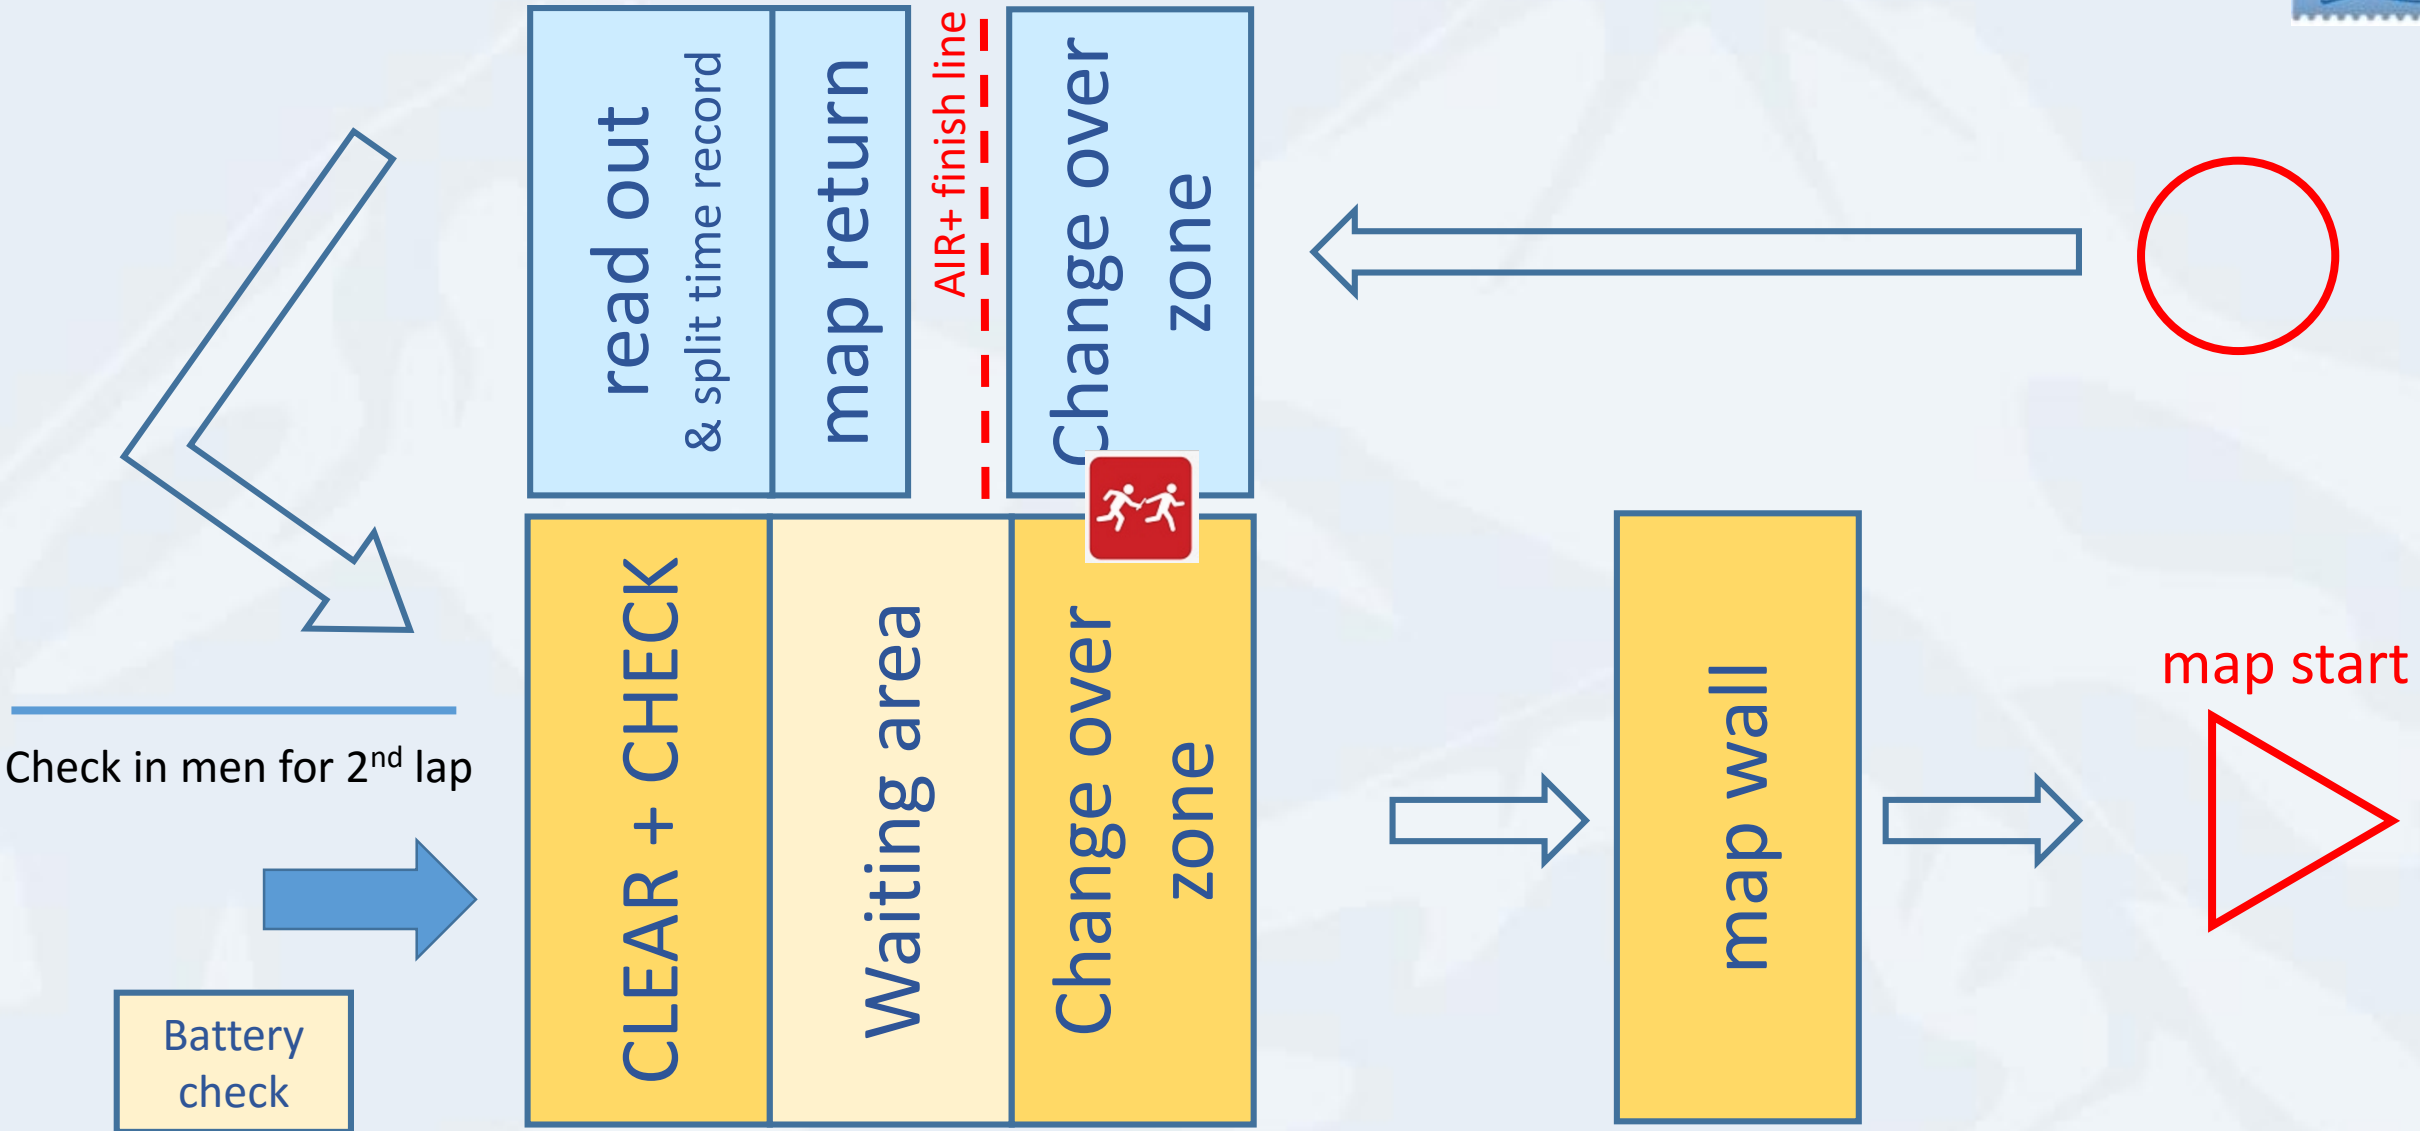 read out
& split time record
map return
AIR+ finish line
Change over
zone
CLEAR + CHECK
Waiting area
Change over
zone
map wall
map start
Check in men for 2nd lap
Battery
check